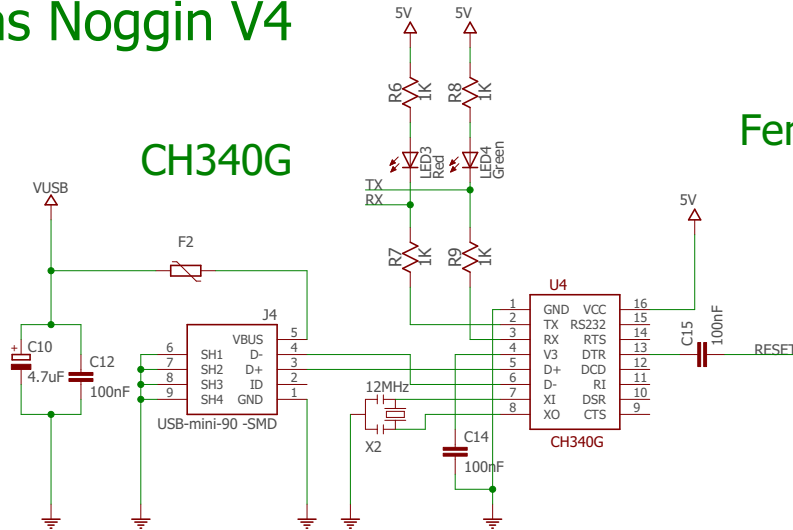 as Noggin V4
5V 5V
R6 1K R8 1K
Fer
CH340G
LED3 Red LED4 Green
TX
RX
VUSB
5V
F2
R7 1K R9 1K
U4
J4
1 GND VCC 16
2 TX RS232 15
3 RX RTS 14
4 V3 DTR 13
5 D+ DCD 12
6 D- RI 11
7 XI DSR 10
8 XO CTS 9
CH340G
C15 100nF
RESET
VBUS 5
6 SH1 D- 4
7 SH2 D+ 3
8 SH3 ID 2
9 SH4 GND 1
USB-mini-90 -SMD
+ C10
4.7uF
C12
100nF
12MHz
X2
C14
100nF